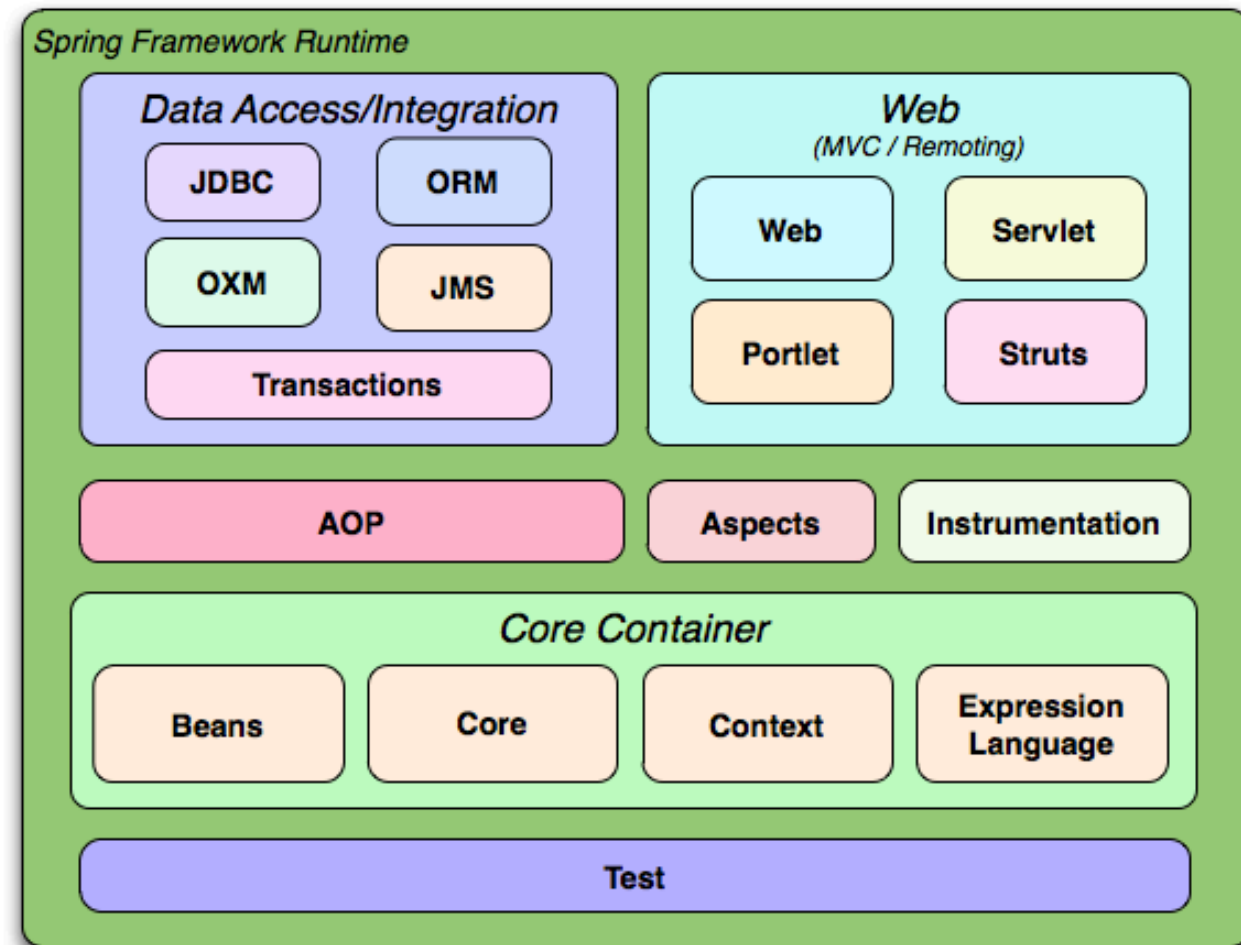 Spring Framework Runtime
Data Access/Integration
JDBC
ORM
OXM
JMS
Transactions
Web
(MVC / Remoting)
Web
Servlet
Portlet
Struts
AOP
Aspects
Instrumentation
Core Container
Beans
Core
Context
Expression
Language
Test